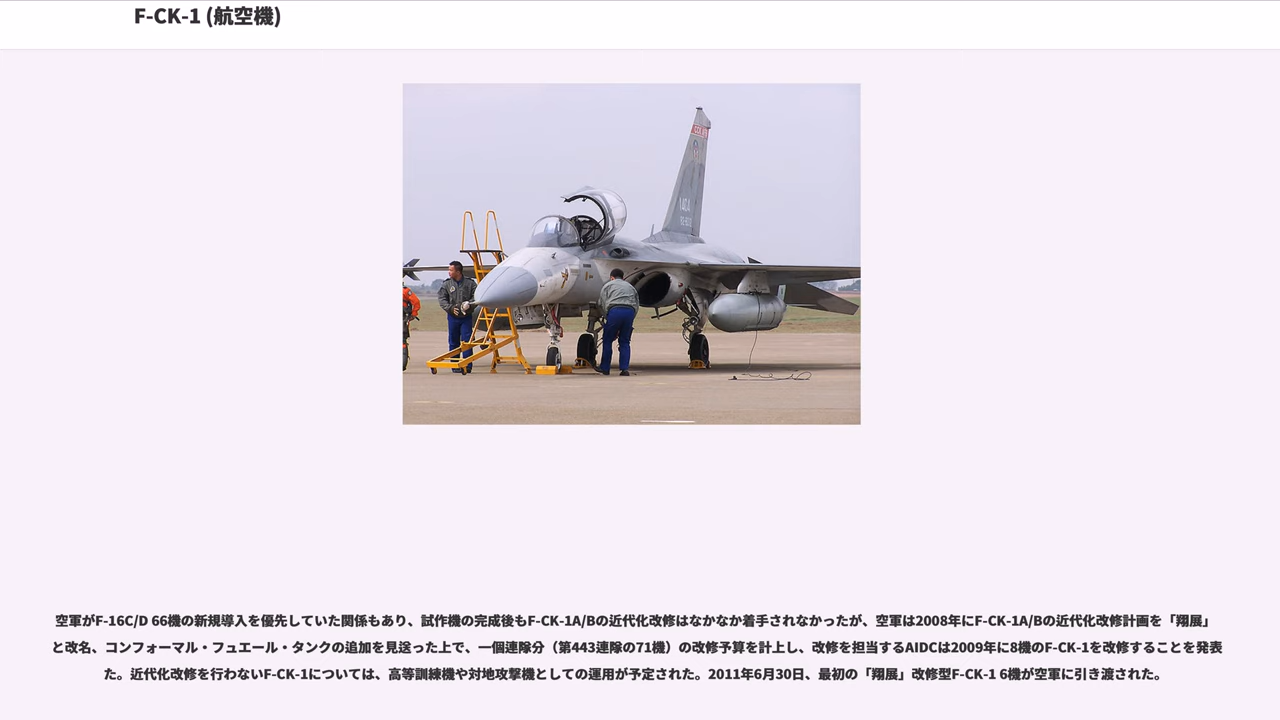 F-CK-1 (航空機)
空軍がF-16C/D 66機の新規導入を優先していた関係もあり、試作機の完成後もF-CK-1A/Bの近代化改修はなかなか着手されなかったが、空軍は2008年にF-CK-1A/Bの近代化改修計画を「翔展」
と改名、コンフォーマル・フュエール・タンクの追加を見送った上で、一個連隊分（第443連隊の71機）の改修予算を計上し、改修を担当するAIDCは2009年に8機のF-CK-1を改修することを発表
た。近代化改修を行わないF-CK-1については、高等訓練機や対地攻撃機としての運用が予定された。2011年6月30日、最初の「翔展」改修型F-CK-1 6機が空軍に引き渡された。